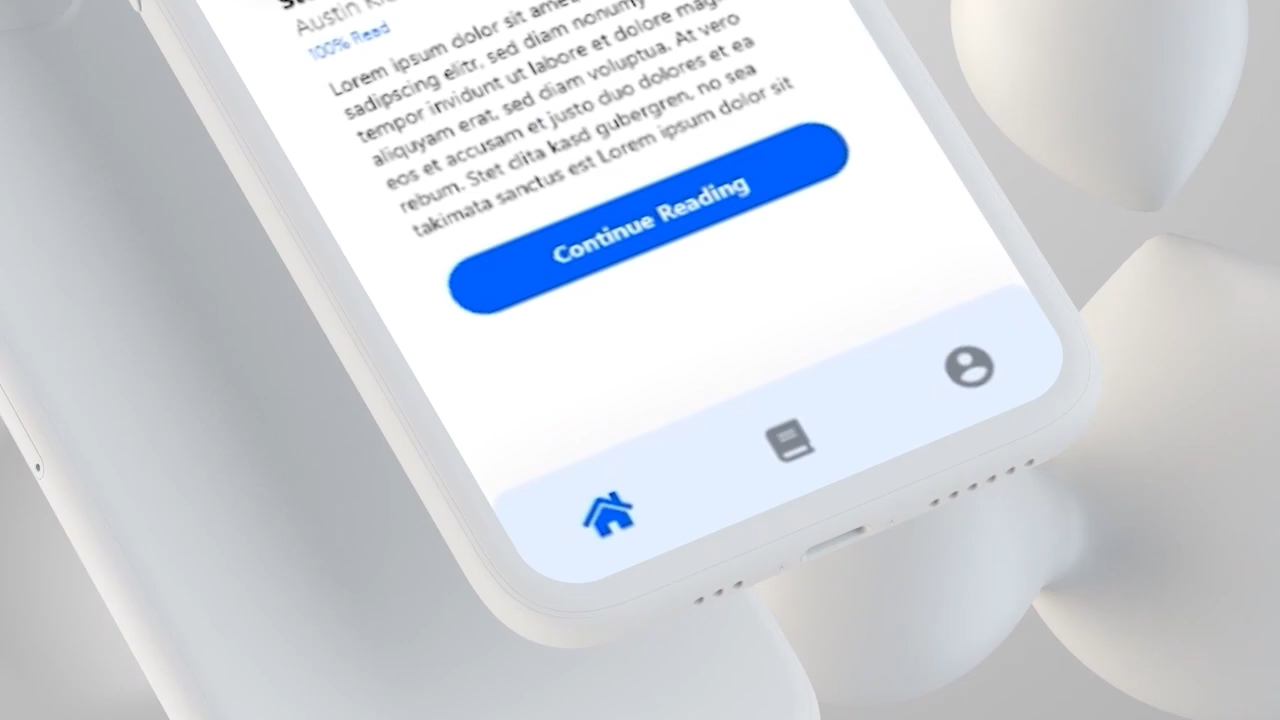 Austin
100% Read
Lorem ipsum dolor sit amet
sadipscing elitr, sed diam nonumy
tempor invidunt ut labore et dolore
aliquyam erat, sed diam voluptua. At vero
eos et accusam et justo duo dolores et ea
rebum. Stet clita kasd gubergren, no sea
takimata sanctus est Lorem ipsum dolor sit
Continue Reading